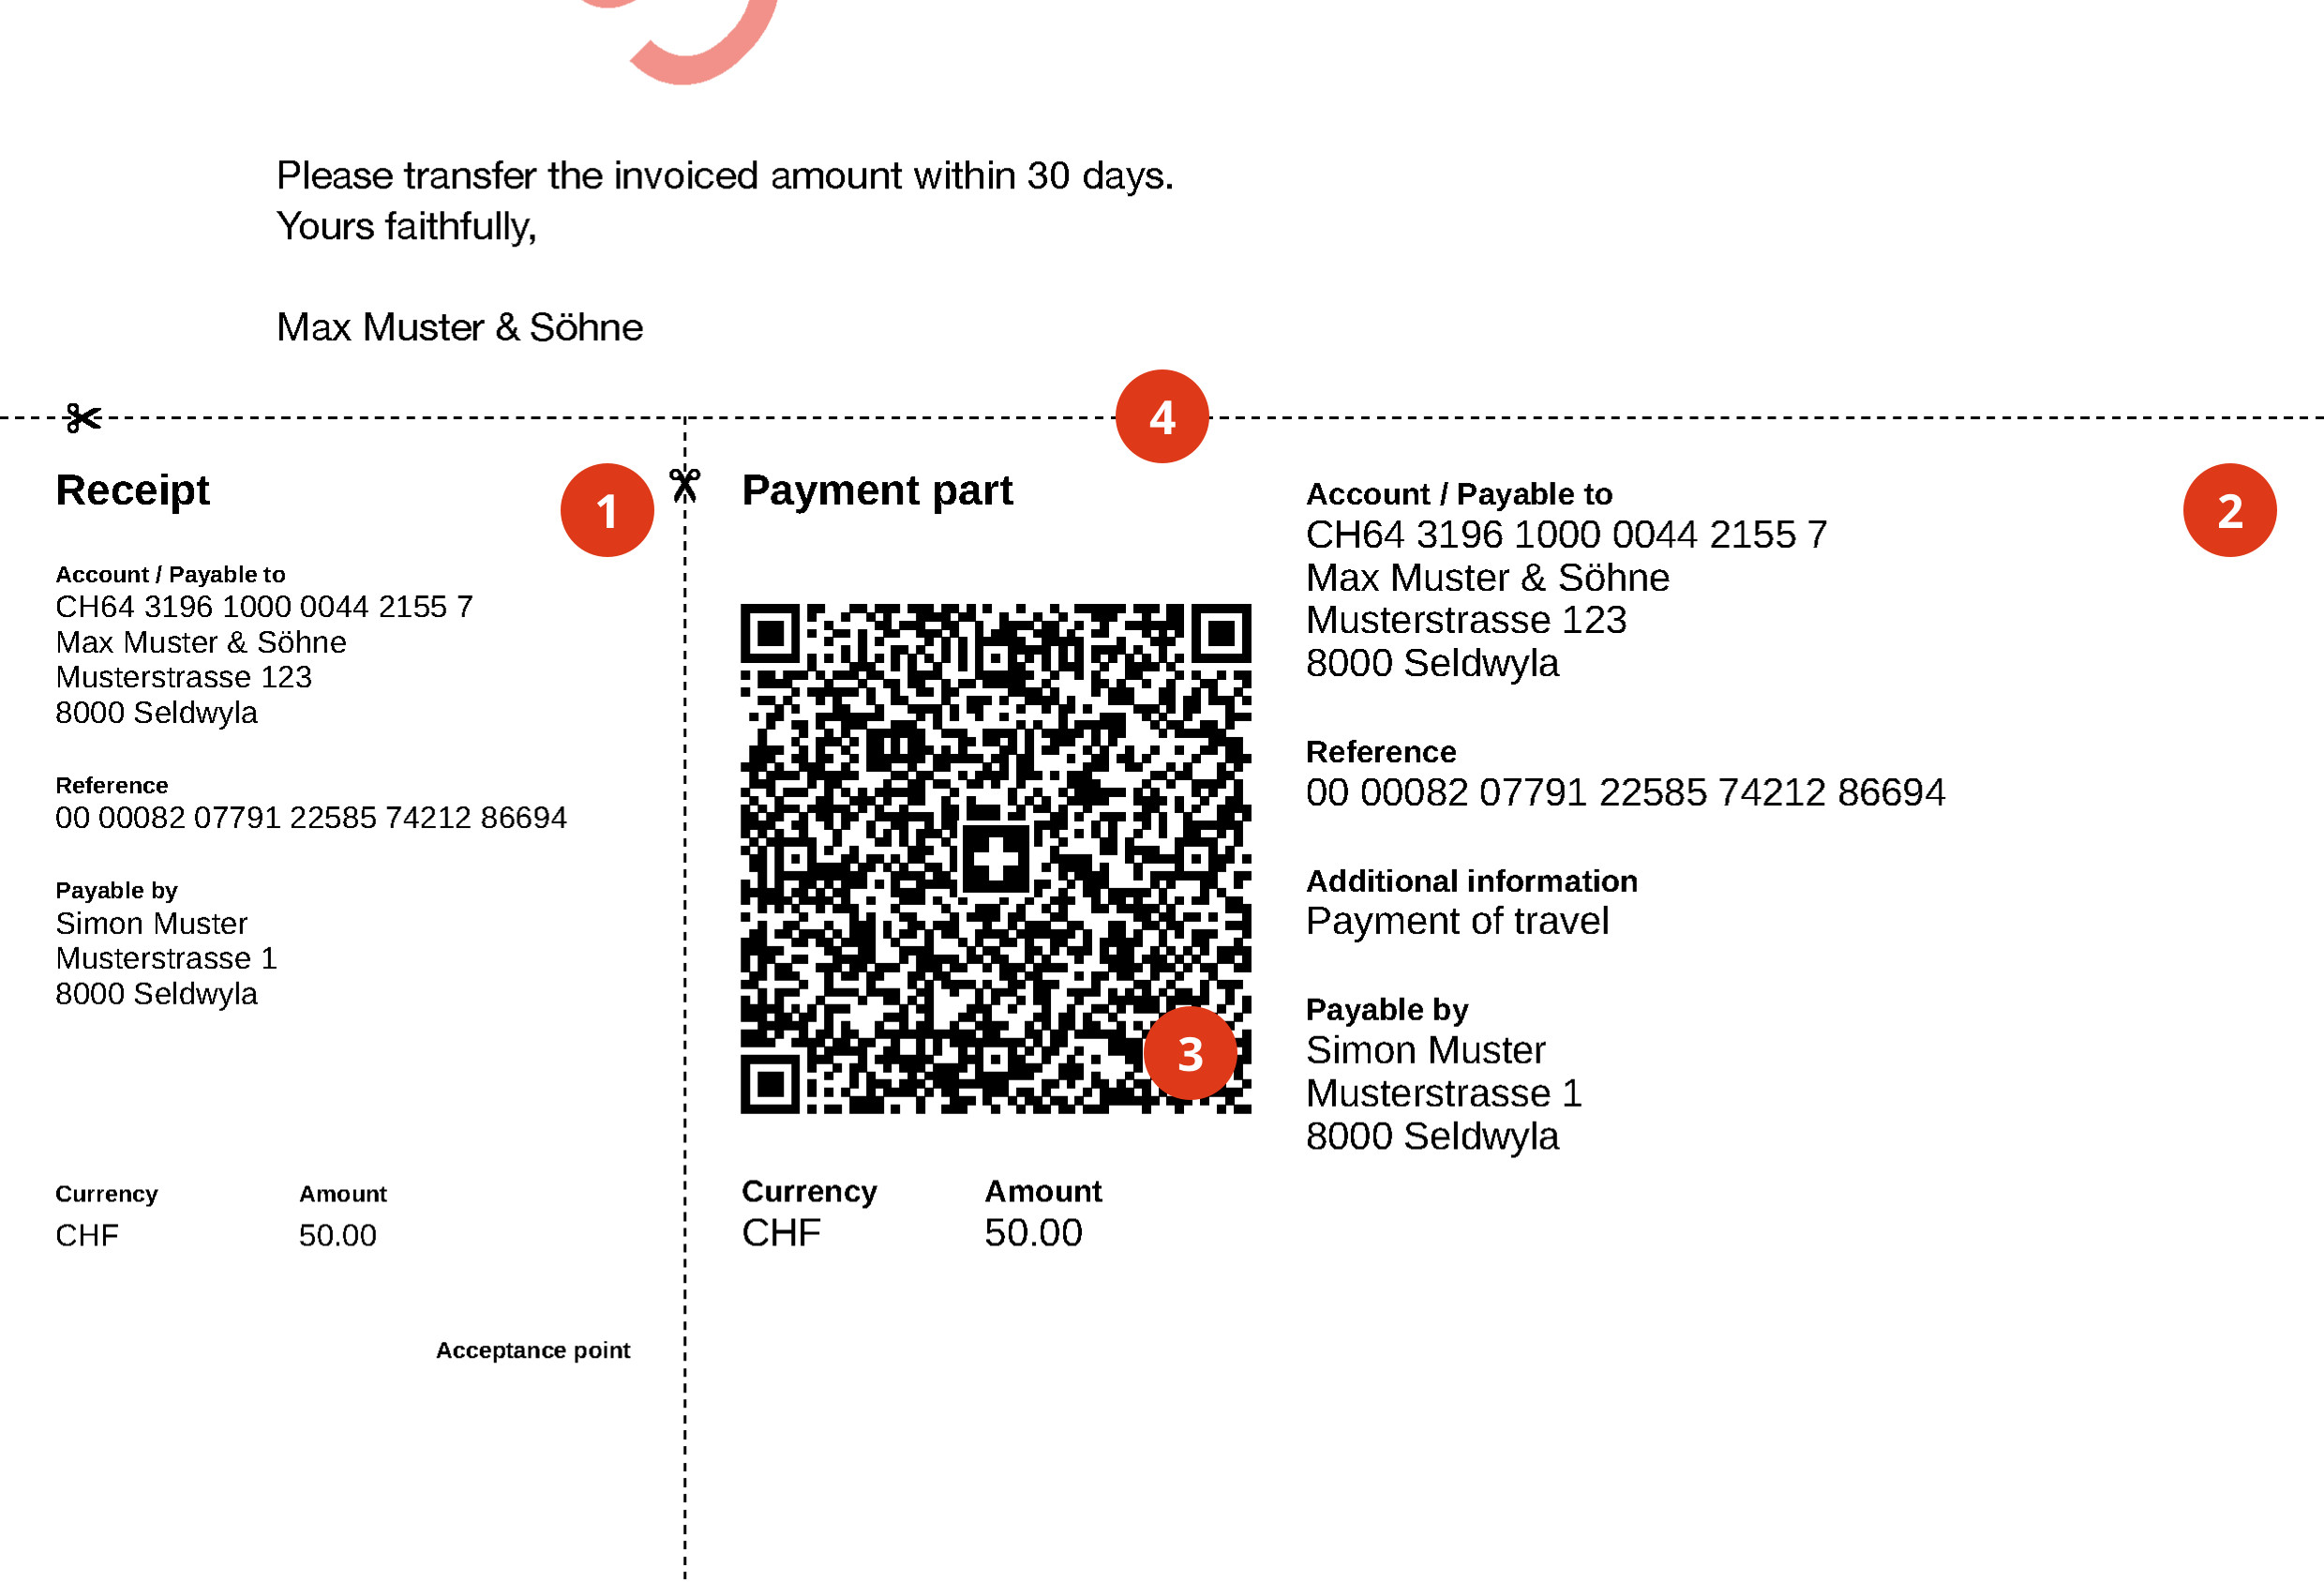 Please transfer the invoiced amount within 30 days.
Yours faithfully,
Max Muster & Söhne
4
Receipt
1
Account / Payable to
CH64 3196 1000 0044 2155 7
Max Muster & Söhne
Musterstrasse 123
8000 Seldwyla
Reference
00 00082 07791 22585 74212 86694
Payable by
Simon Muster
Musterstrasse 1
8000 Seldwyla
Currency Amount
CHF 50.00
Acceptance point
Payment part
3
Currency Amount
CHF 50.00
2
Account / Payable to
CH64 3196 1000 0044 2155 7
Max Muster & Söhne
Musterstrasse 123
8000 Seldwyla
Reference
00 00082 07791 22585 74212 86694
Additional information
Payment of travel
Payable by
Simon Muster
Musterstrasse 1
8000 Seldwyla